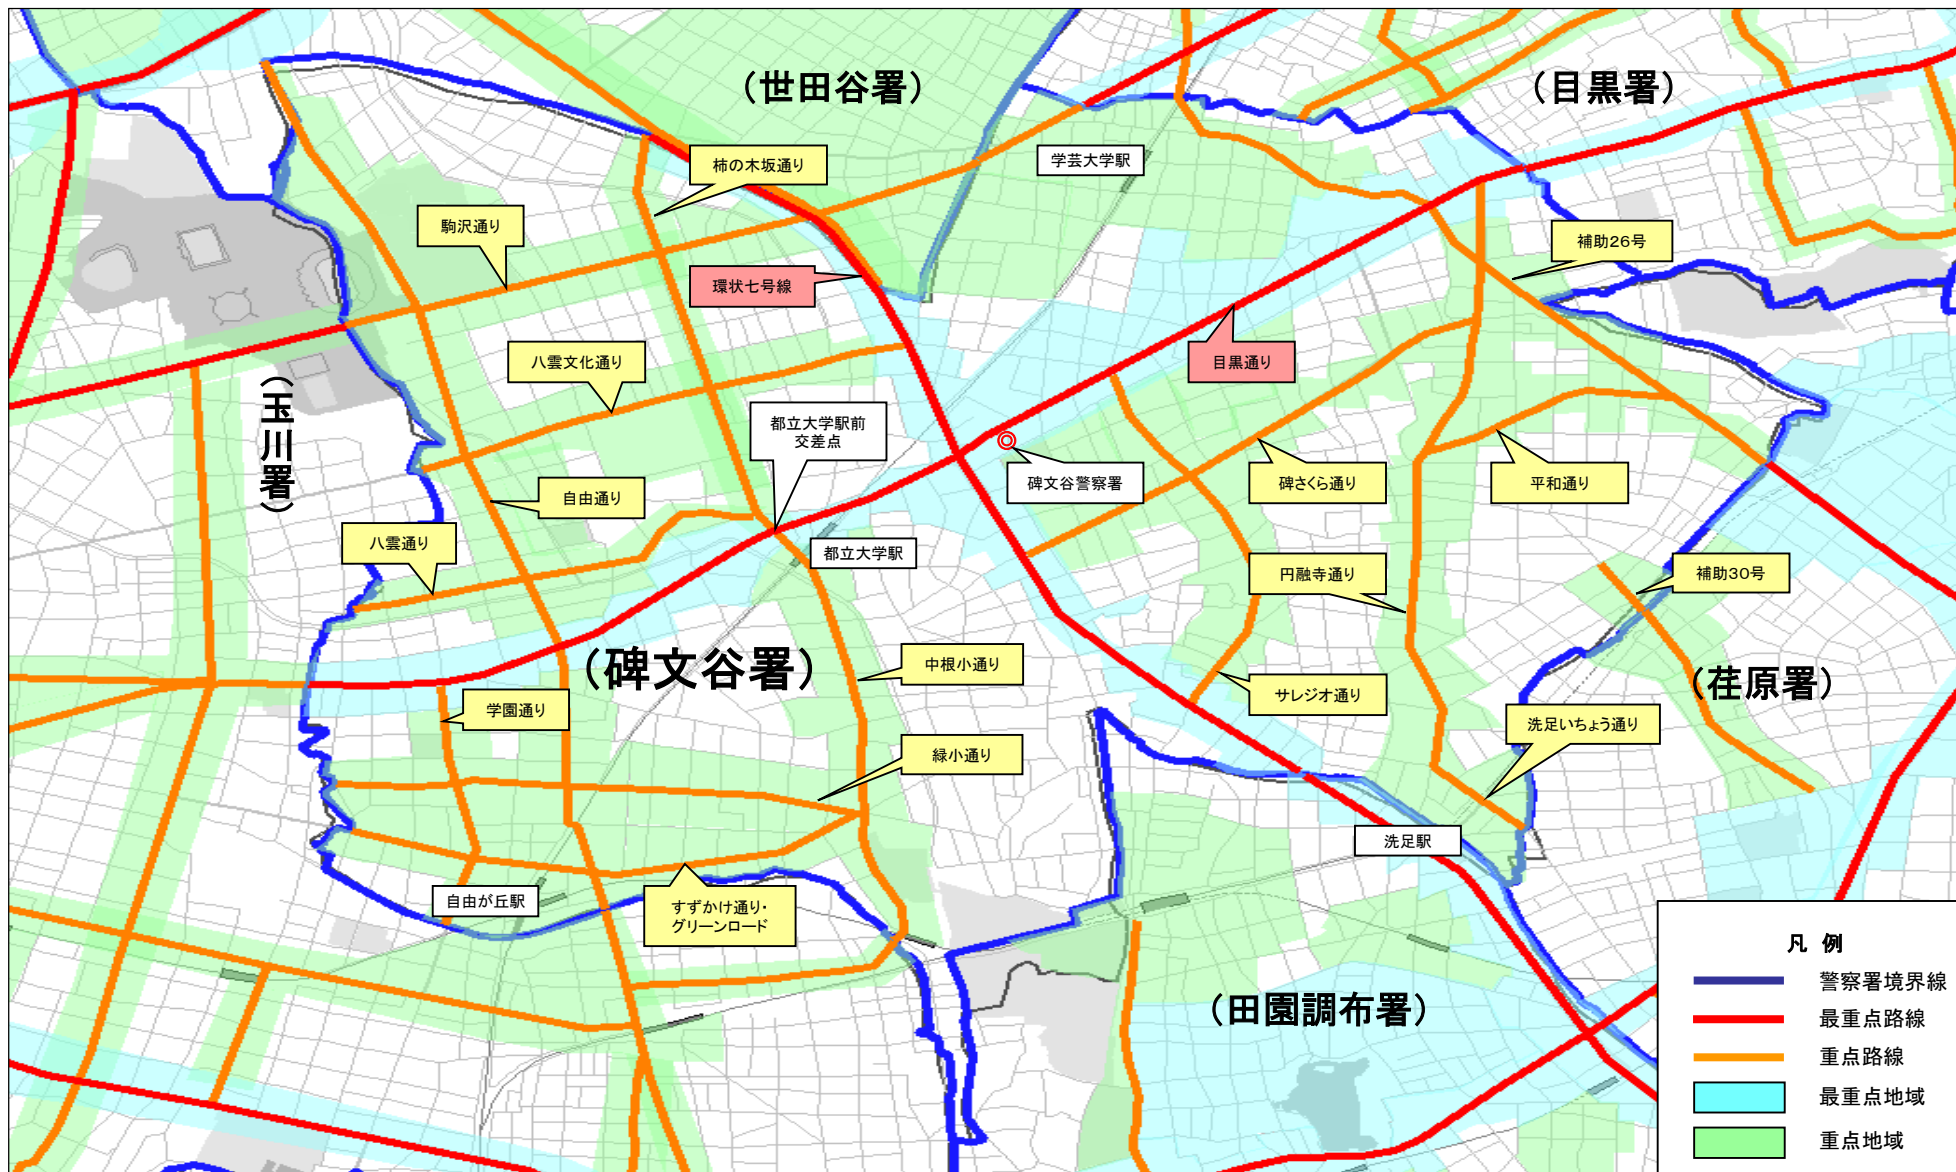 (世田谷署)
(目黒署)
学芸大学駅
柿の木坂通り
駒沢通り
補助26号
環状七号線
八雲文化通り
目黒通り
(玉川署)
都立大学駅前
交差点
碑文谷警察署
碑さくら通り
平和通り
自由通り
八雲通り
都立大学駅
円融寺通り
補助30号
(碑文谷署)
中根小通り
(荏原署)
学園通り
サレジオ通り
洗足いちょう通り
緑小通り
洗足駅
自由が丘駅
すずかけ通り・
グリーンロード
(田園調布署)
凡 例
警察署境界線
最重点路線
重点路線
最重点地域
重点地域